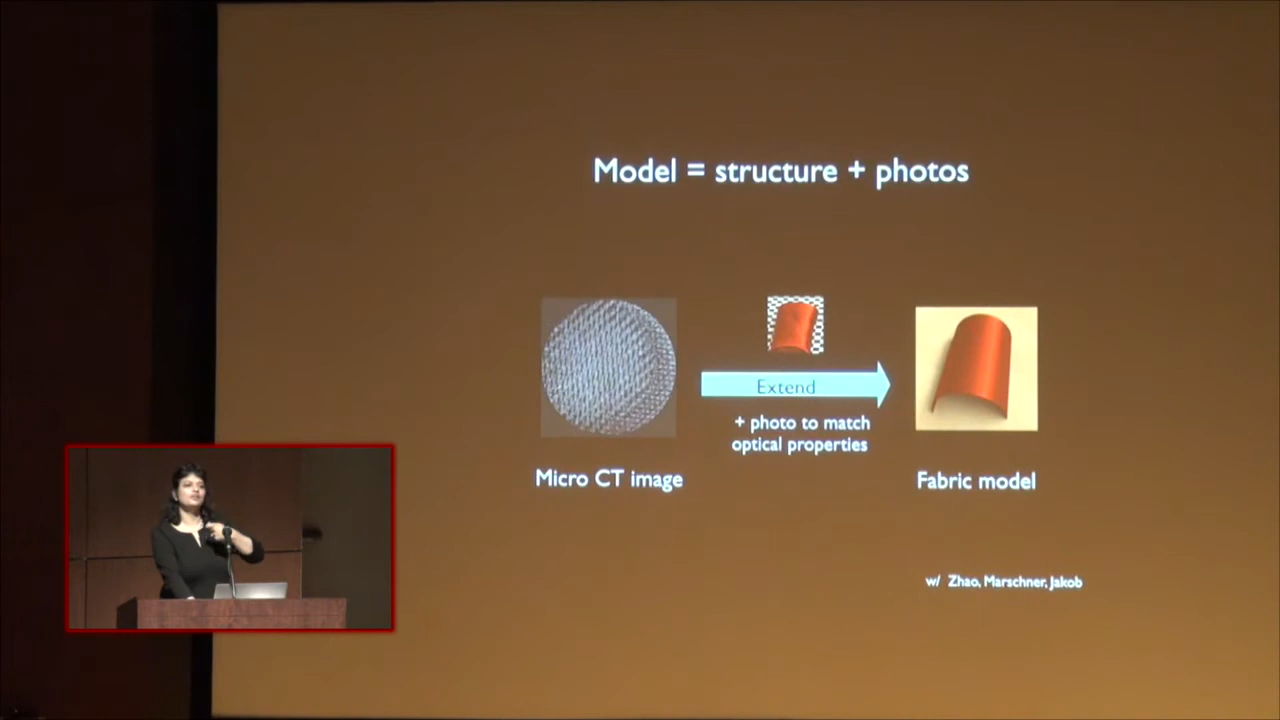 Model = structure + photos
Extend
+ photo to match
optical properties
Micro CT image
Fabric model
w/ Zhao, Marschner, Jakob